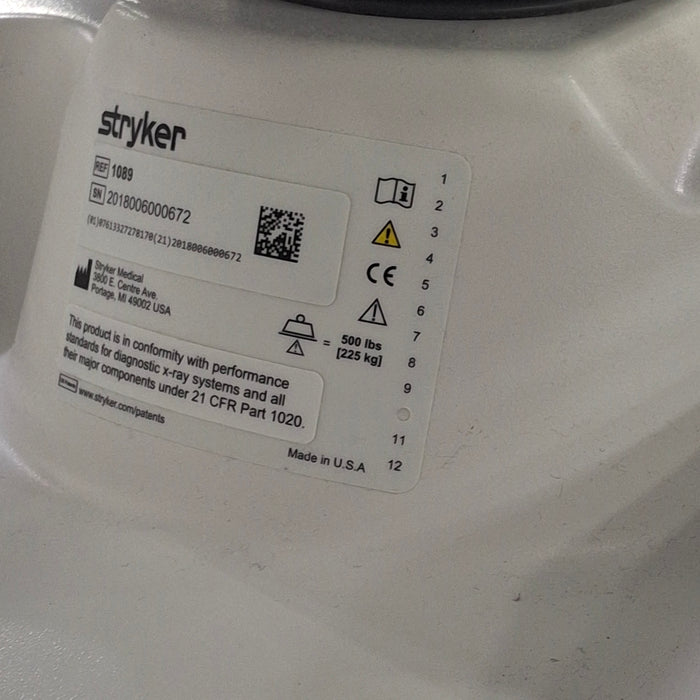 stryker
REF 1089
SN 2018006000672
(01)07613327278170(21)2018006000672
Stryker Medical
3800 E. Centre Ave.
Portage, MI 49002 USA
= 500 lbs
[225 kg]
This product is in conformity with performance
standards for diagnostic x-ray systems and all
their major components under 21 CFR Part 1020.
www.stryker.com/patents
Made in U.S.A
CE
1
2
3
4
5
6
7
8
9
11
12